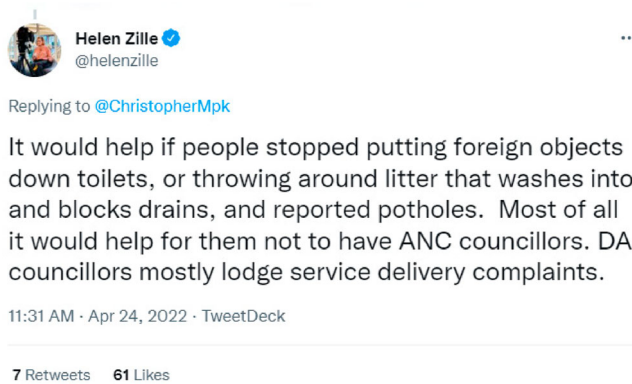 Helen Zille
@helenzille
Replying to @ChristopherMpk
It would help if people stopped putting foreign objects
down toilets, or throwing around litter that washes into
and blocks drains, and reported potholes.  Most of all
it would help for them not to have ANC councillors. DA
councillors mostly lodge service delivery complaints.
11:31 AM · Apr 24, 2022 · TweetDeck
7 Retweets 61 Likes